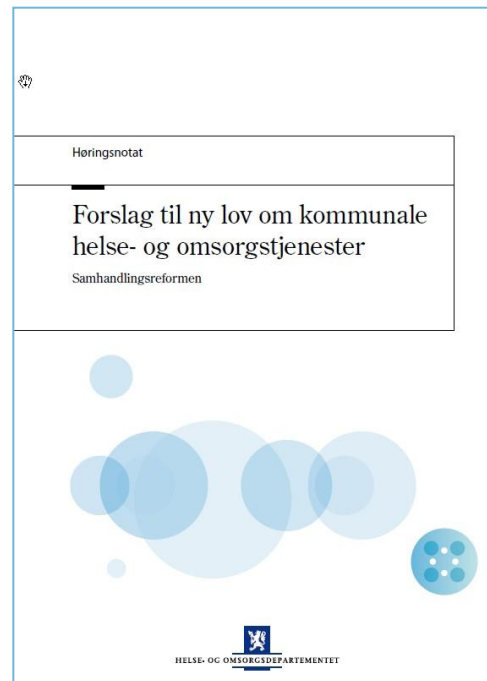 Høringsnotat
Forslag til ny lov om kommunale
helse- og omsorgstjenester
Samhandlingsreformen
HELSE- OG OMSORGSDEPARTEMENTET